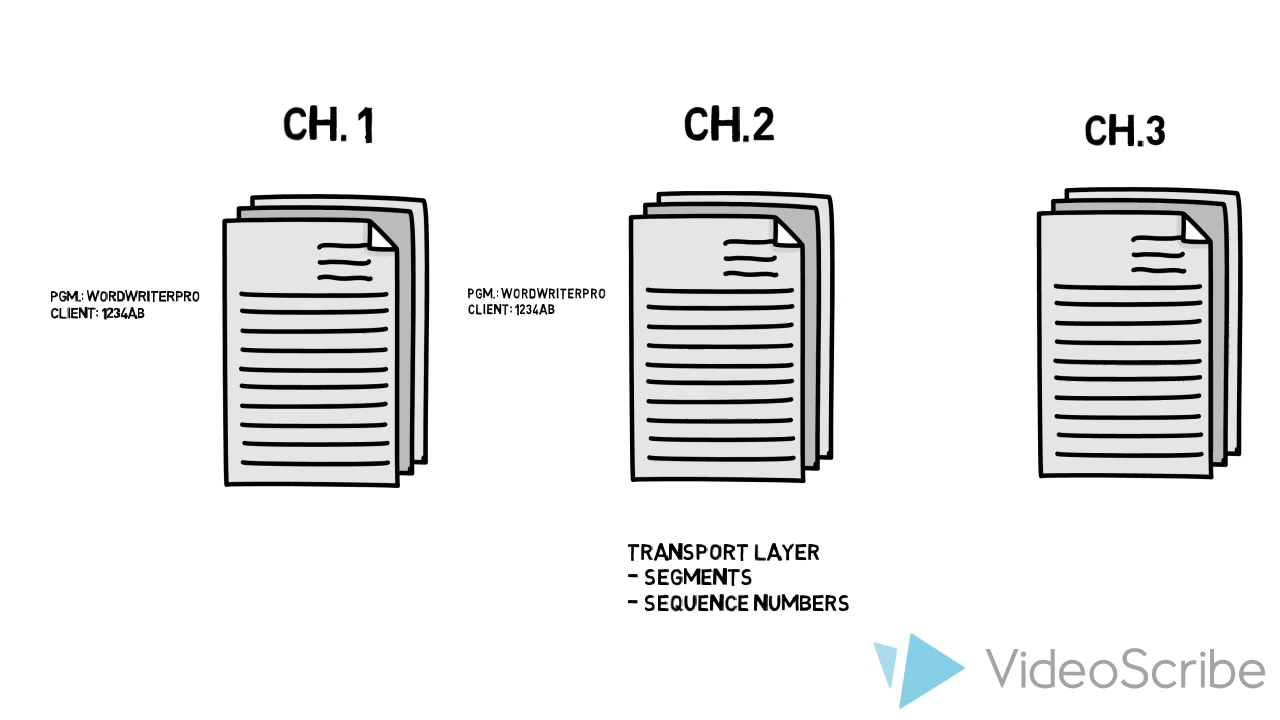 CH. 1
CH.2
CH.3
PGM.: WORDWRITERPRO
CLIENT: 1234AB
PGM.: WORDWRITERPRO
CLIENT: 1234AB
TRANSPORT LAYER
- SEGMENTS
- SEQUENCE NUMBERS
VideoScribe